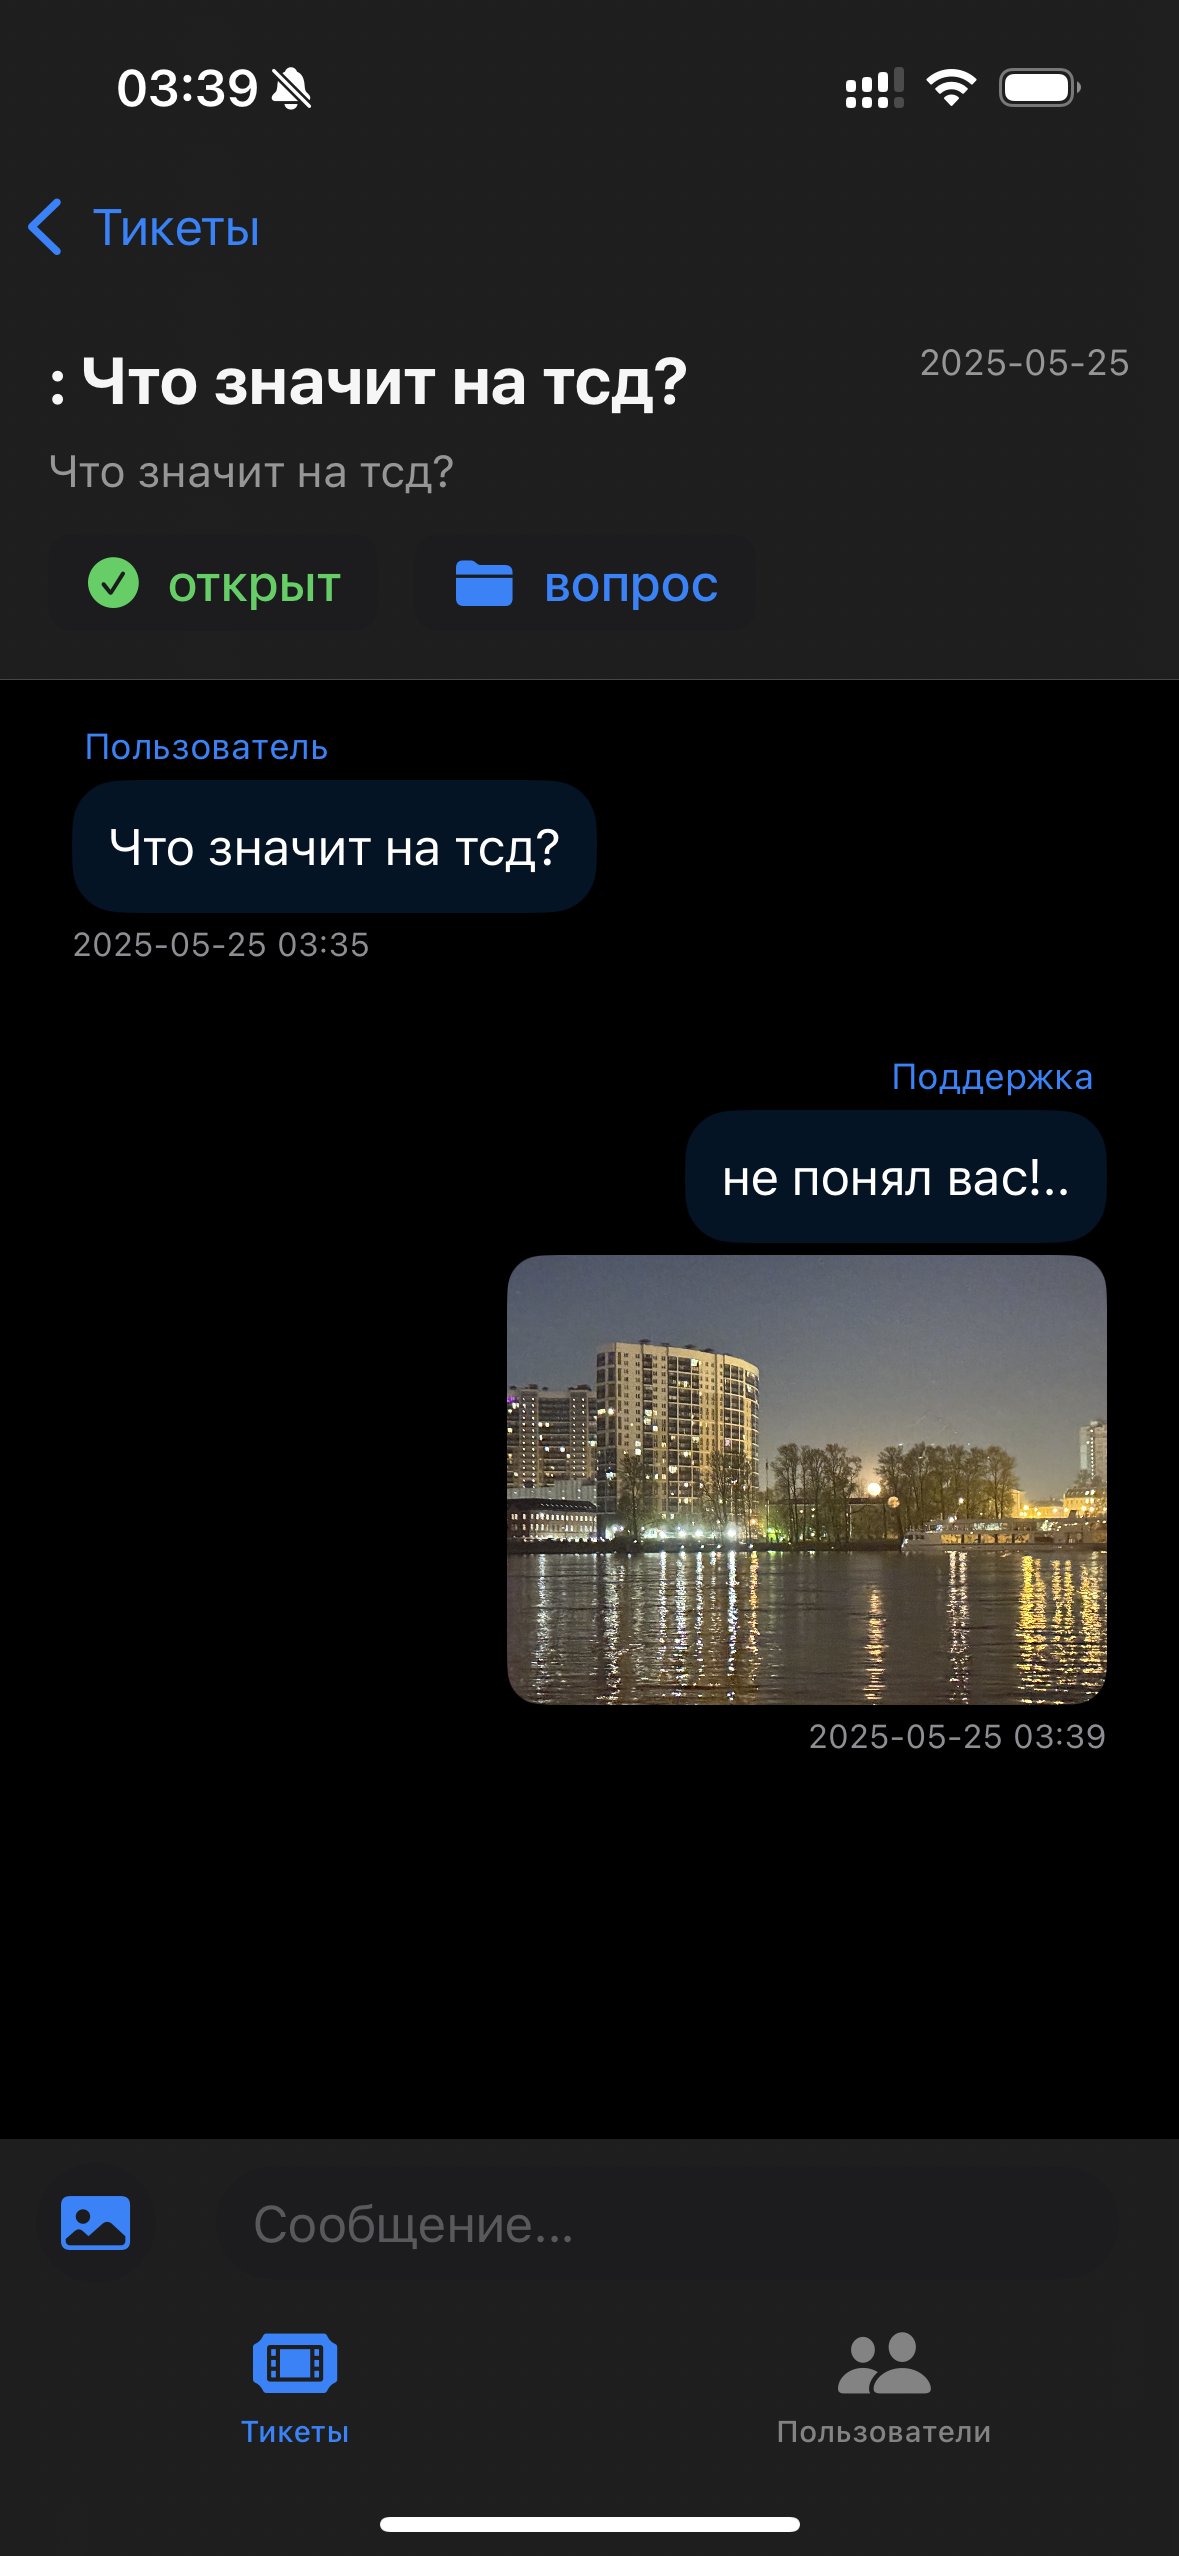 03:39
Тикеты
: Что значит на тсд?
2025-05-25
Что значит на тсд?
открыт
вопрос
Пользователь
Что значит на тсд?
2025-05-25 03:35
Поддержка
не понял вас!..
2025-05-25 03:39
Сообщение...
Тикеты
Пользователи